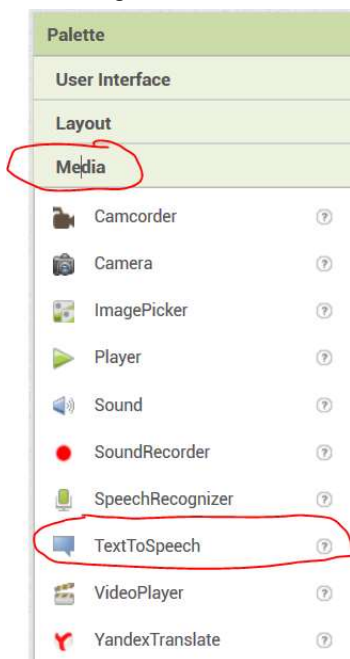 Palette
User Interface
Layout
Media
Camcorder ?
Camera ?
ImagePicker ?
Player ?
Sound ?
SoundRecorder ?
SpeechRecognizer ?
TextToSpeech ?
VideoPlayer ?
YandexTranslate ?